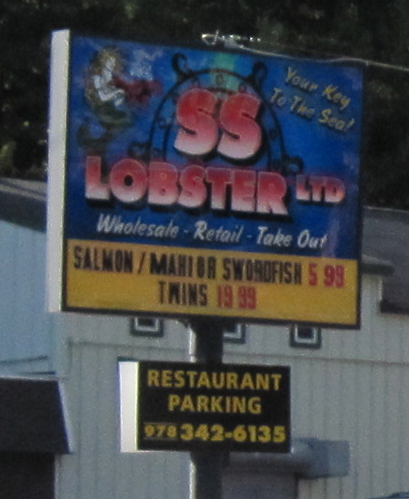 Your Key
To The Sea!
SS
LOBSTER LTD
Wholesale - Retail - Take Out
SALMON / MAHI OR SWORDFISH 5 99
TWINS 19 99
RESTAURANT
PARKING
978 342-6135